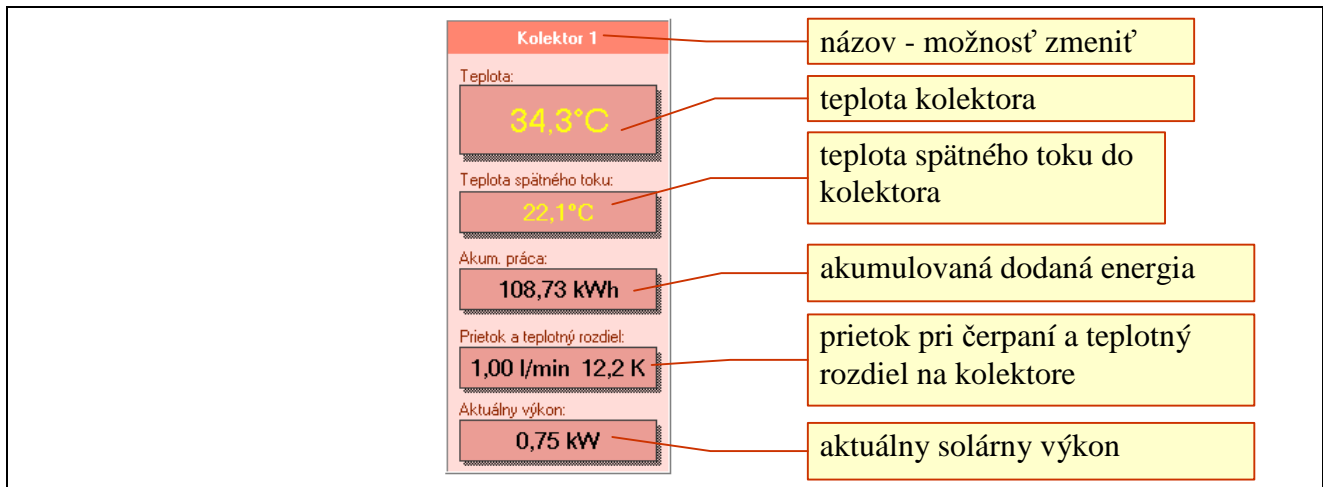 Kolektor 1
názov - možnosť zmeniť
Teplota:
34,3°C
teplota kolektora
Teplota spätného toku:
22,1°C
teplota spätného toku do
kolektora
Akum. práca:
108,73 kWh
akumulovaná dodaná energia
Prietok a teplotný rozdiel:
1,00 l/min 12,2 K
prietok pri čerpaní a teplotný
rozdiel na kolektore
Aktuálny výkon:
0,75 kW
aktuálny solárny výkon